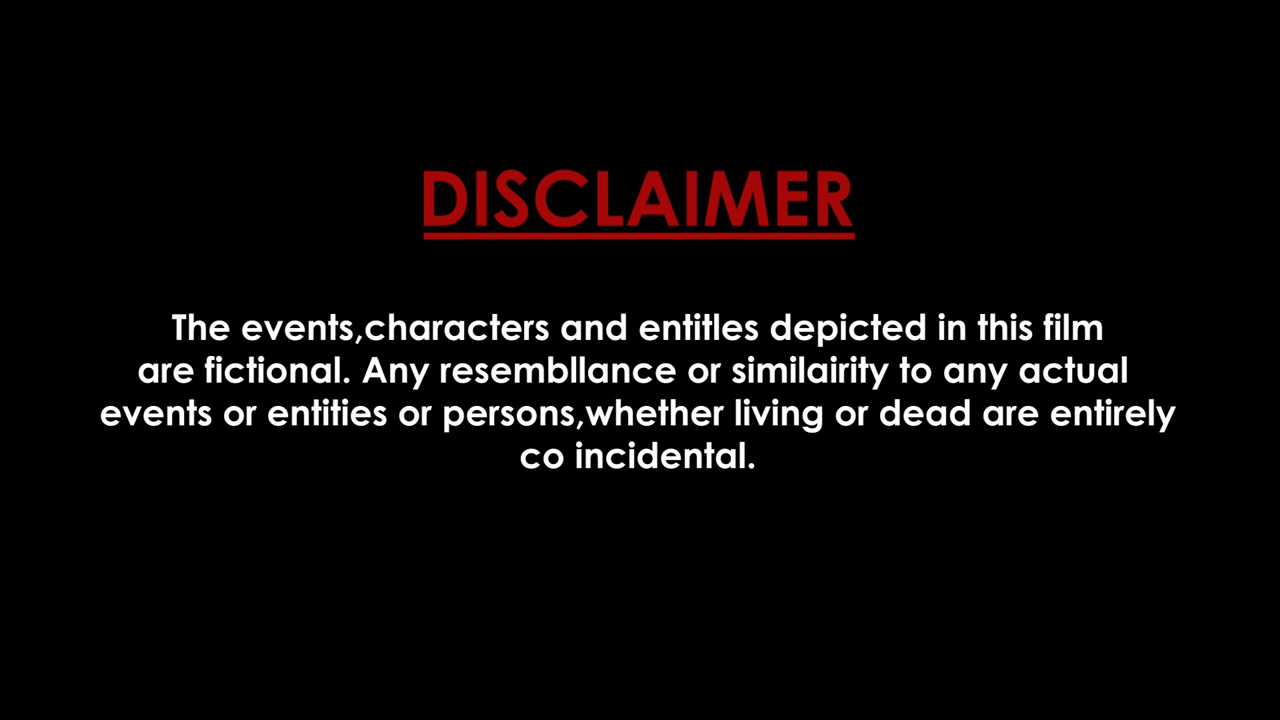 DISCLAIMER
The events,characters and entitles depicted in this film
are fictional. Any resembllance or similairity to any actual
events or entities or persons,whether living or dead are entirely
co incidental.